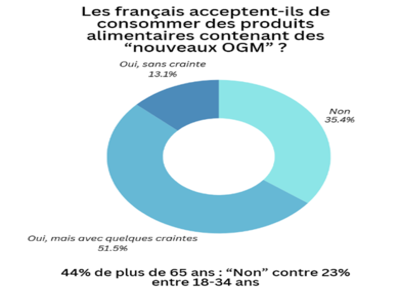 Les français acceptent-ils de
consommer des produits
alimentaires contenant des
“nouveaux OGM” ?
Oui, sans crainte
13.1%
Non
35.4%
Oui, mais avec quelques craintes
51.5%
44% de plus de 65 ans : “Non” contre 23%
entre 18-34 ans